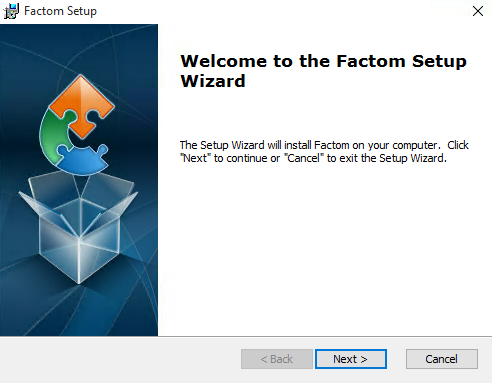 Factom Setup
Welcome to the Factom Setup
Wizard
The Setup Wizard will install Factom on your computer.  Click
"Next" to continue or "Cancel" to exit the Setup Wizard.
< Back
Next >
Cancel